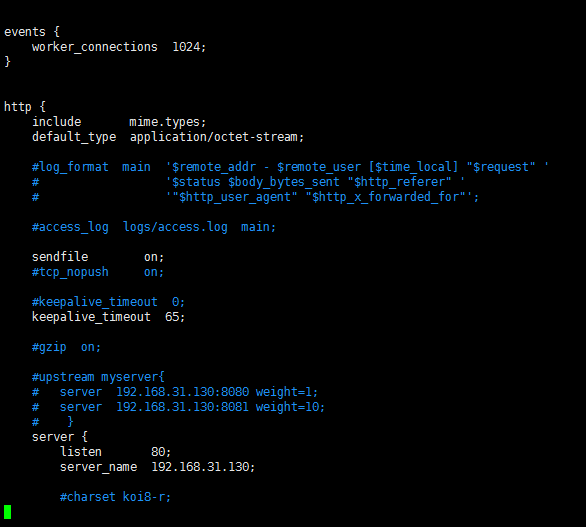 events {
    worker_connections  1024;
}
http {
    include       mime.types;
    default_type  application/octet-stream;
    #log_format  main  '$remote_addr - $remote_user [$time_local] "$request" '
    #                  '$status $body_bytes_sent "$http_referer" '
    #                  '"$http_user_agent" "$http_x_forwarded_for"';
    #access_log  logs/access.log  main;
    sendfile        on;
    #tcp_nopush     on;
    #keepalive_timeout  0;
    keepalive_timeout  65;
    #gzip  on;
    #upstream myserver{
    #   server  192.168.31.130:8080 weight=1;
    #   server  192.168.31.130:8081 weight=10;
    #    }
    server {
        listen       80;
        server_name  192.168.31.130;
        #charset koi8-r;